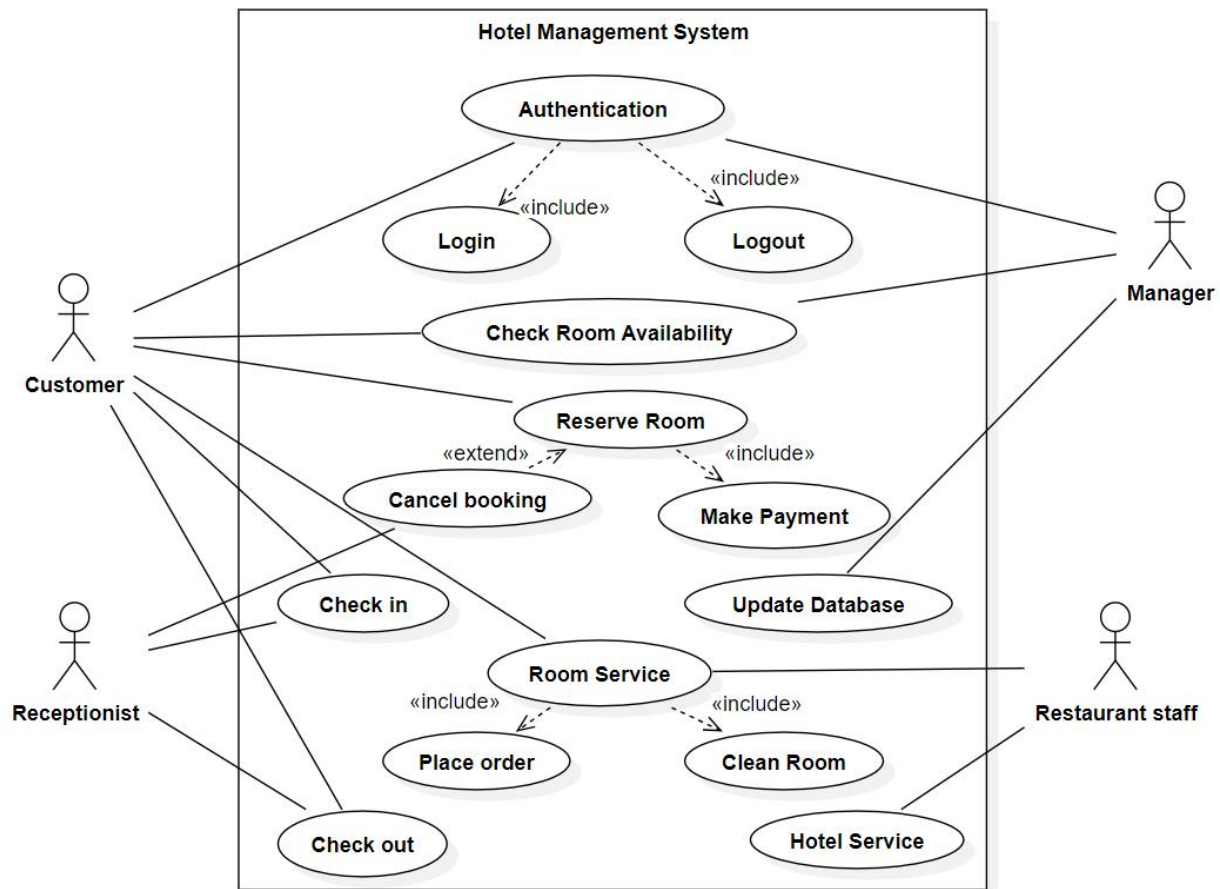 Hotel Management System
Authentication
«include»
«include»
Login
Logout
Customer
Manager
Check Room Availability
Reserve Room
«extend»
«include»
Cancel booking
Make Payment
Check in
Update Database
Receptionist
Restaurant staff
Room Service
«include»
«include»
Place order
Clean Room
Check out
Hotel Service